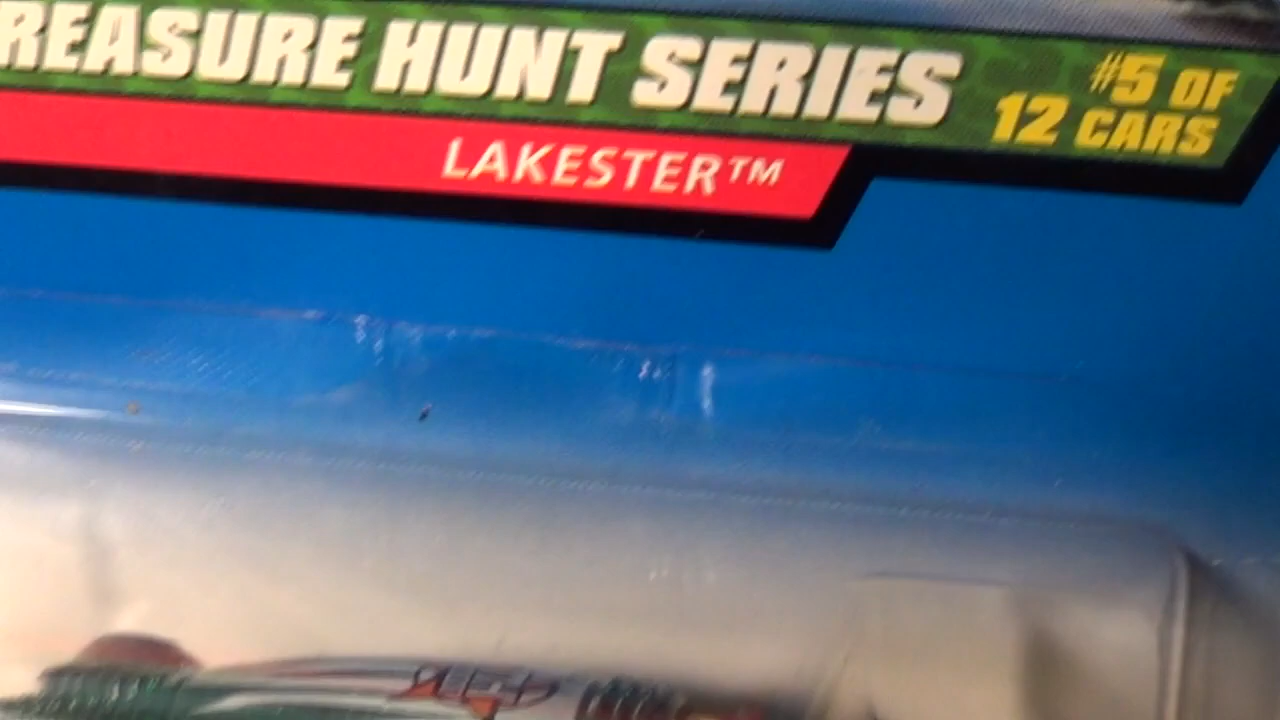 REASURE HUNT SERIES
#5 OF
12 CARS
LAKESTER™